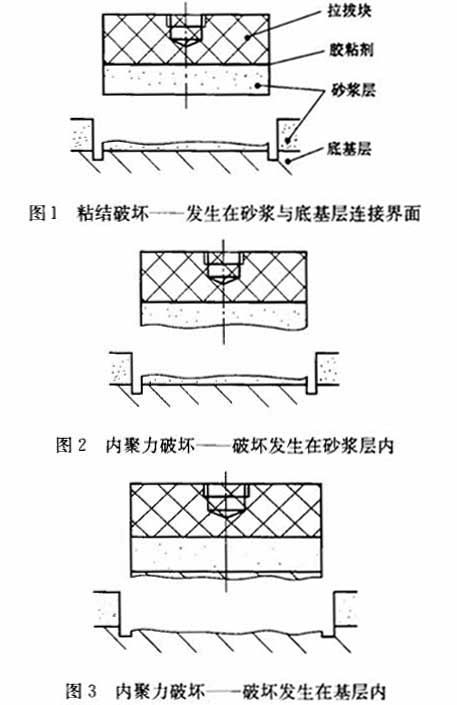 拉拨块
胶粘剂
砂浆层
底基层
图1 粘结破坏——发生在砂浆与底基层连接界面
图2 内聚力破坏——破坏发生在砂浆层内
图3 内聚力破坏——破坏发生在基层内